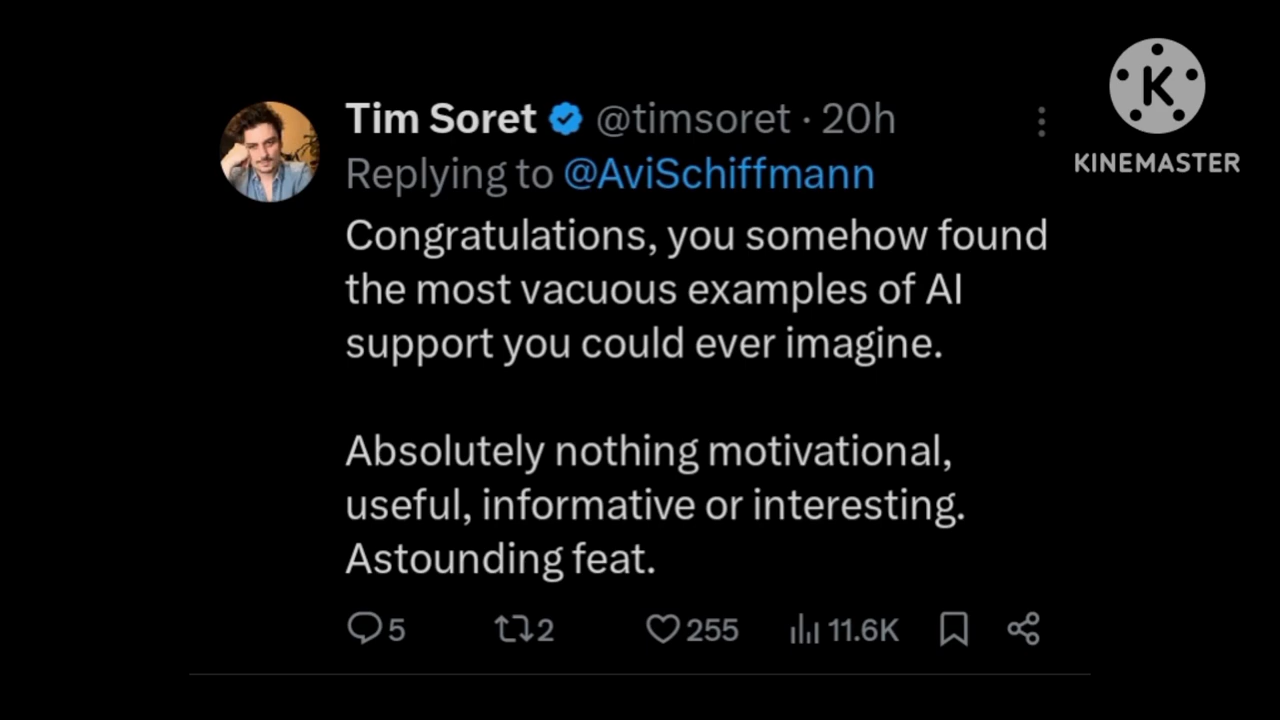 Tim Soret @timsoret · 20h
Replying to @AviSchiffmann
Congratulations, you somehow found
the most vacuous examples of AI
support you could ever imagine.
Absolutely nothing motivational,
useful, informative or interesting.
Astounding feat.
5 2 255 11.6K
K
KINEMASTER